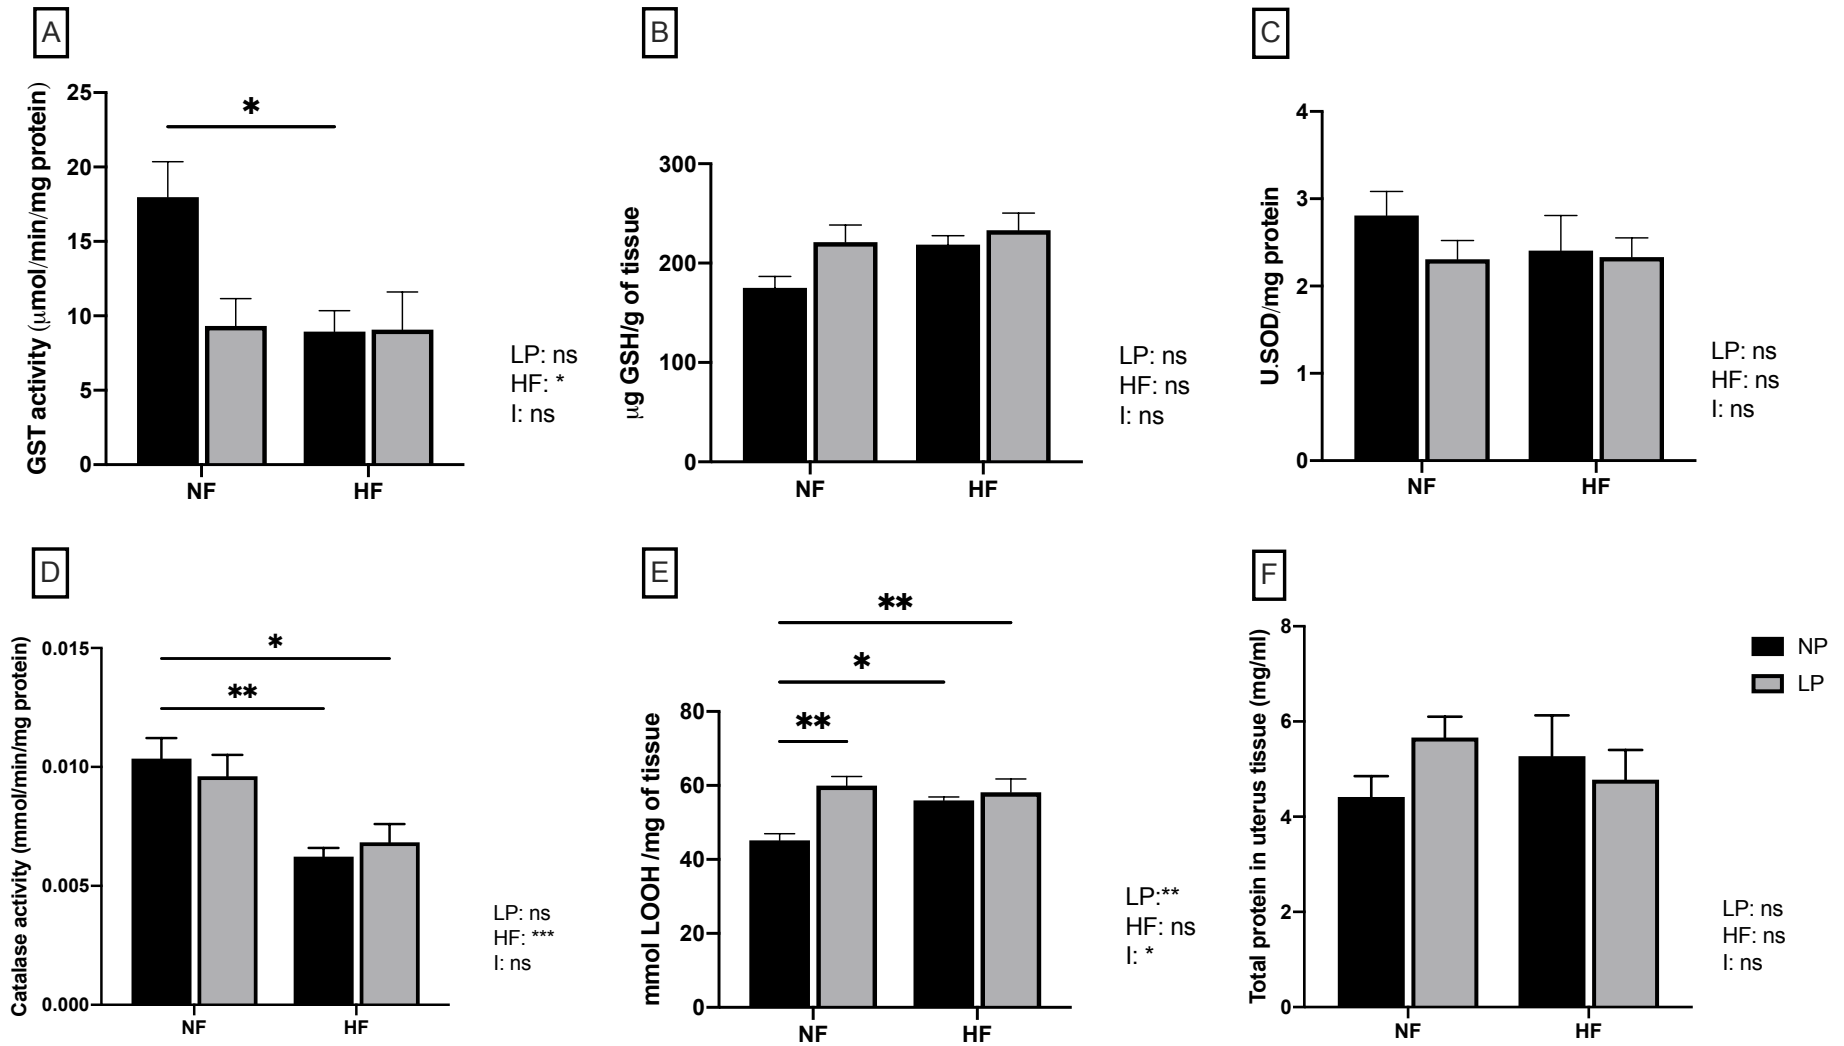 A
GST activity (μmol/min/mg protein)
25
20
15
10
5
0
*
NF
HF
LP: ns
HF: *
I: ns
B
μg GSH/g of tissue
300
200
100
0
NF
HF
LP: ns
HF: ns
I: ns
C
U.SOD/mg protein
4
3
2
1
0
NF
HF
LP: ns
HF: ns
I: ns
D
Catalase activity (mmol/min/mg protein)
0.015
0.010
0.005
0.000
*
**
NF
HF
LP: ns
HF: ***
I: ns
E
mmol LOOH /mg of tissue
80
60
40
20
0
**
*
**
NF
HF
LP:**
HF: ns
I: *
F
Total protein in uterus tissue (mg/ml)
8
6
4
2
0
NF
HF
LP: ns
HF: ns
I: ns
NP
LP